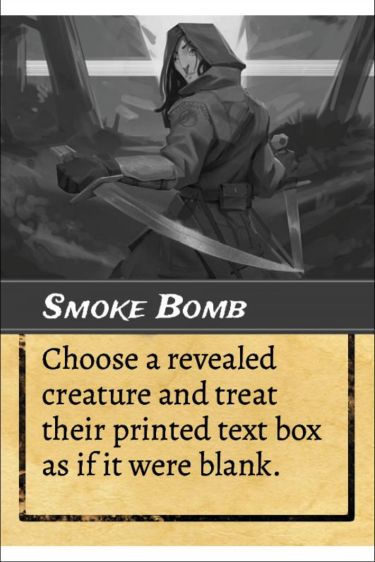 Smoke Bomb
Choose a revealed
creature and treat
their printed text box
as if it were blank.